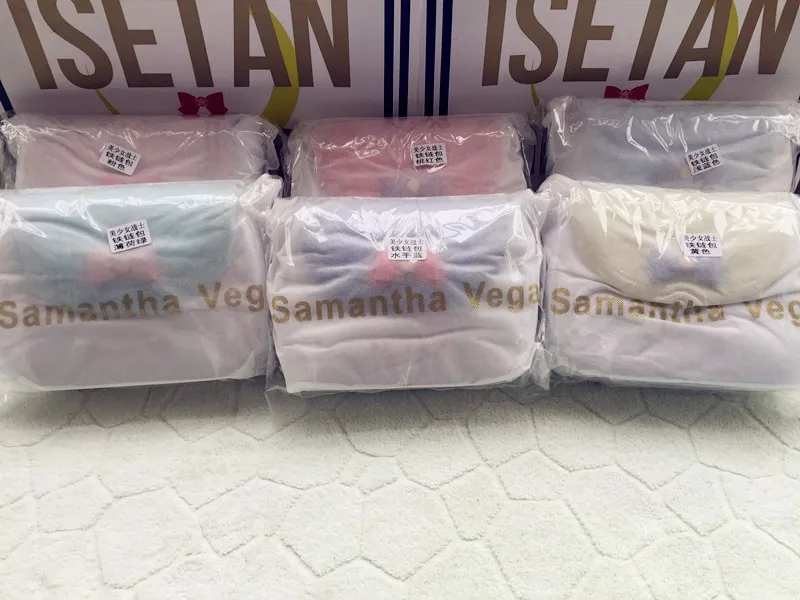 ISETAN
ISETAN
美少女战士
铁链包
粉色
美少女战士
铁链包
桃红色
美少女战士
铁链包
浅蓝色
美少女战士
铁链包
薄荷绿
美少女战士
铁链包
水手蓝
美少女战士
铁链包
黄色
Samantha Vega
Samantha Vega
Samantha Vega